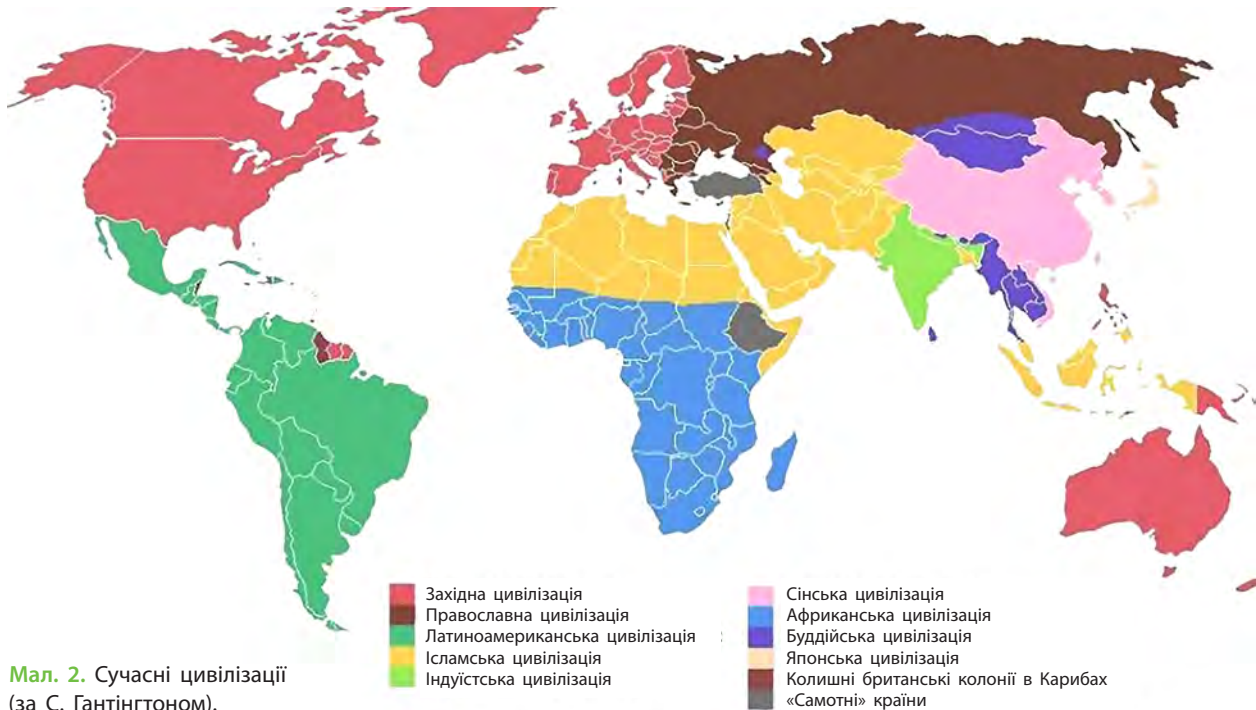 Західна цивілізація
Православна цивілізація
Латиноамериканська цивілізація
Ісламська цивілізація
Індуїстська цивілізація
Сінська цивілізація
Африканська цивілізація
Буддійська цивілізація
Японська цивілізація
Колишні британські колонії в Карибах
«Самотні» країни
Мал. 2. Сучасні цивілізації
(за С. Гантінгтоном).